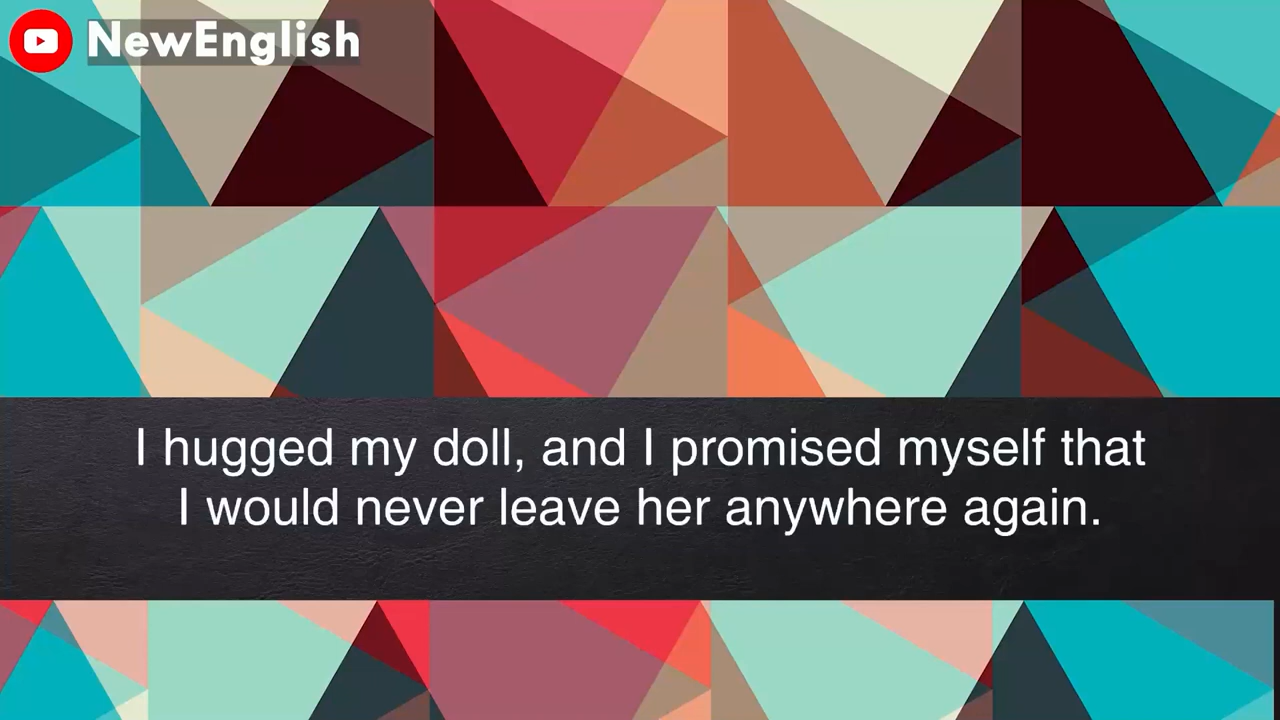 NewEnglish
I hugged my doll, and I promised myself that
I would never leave her anywhere again.